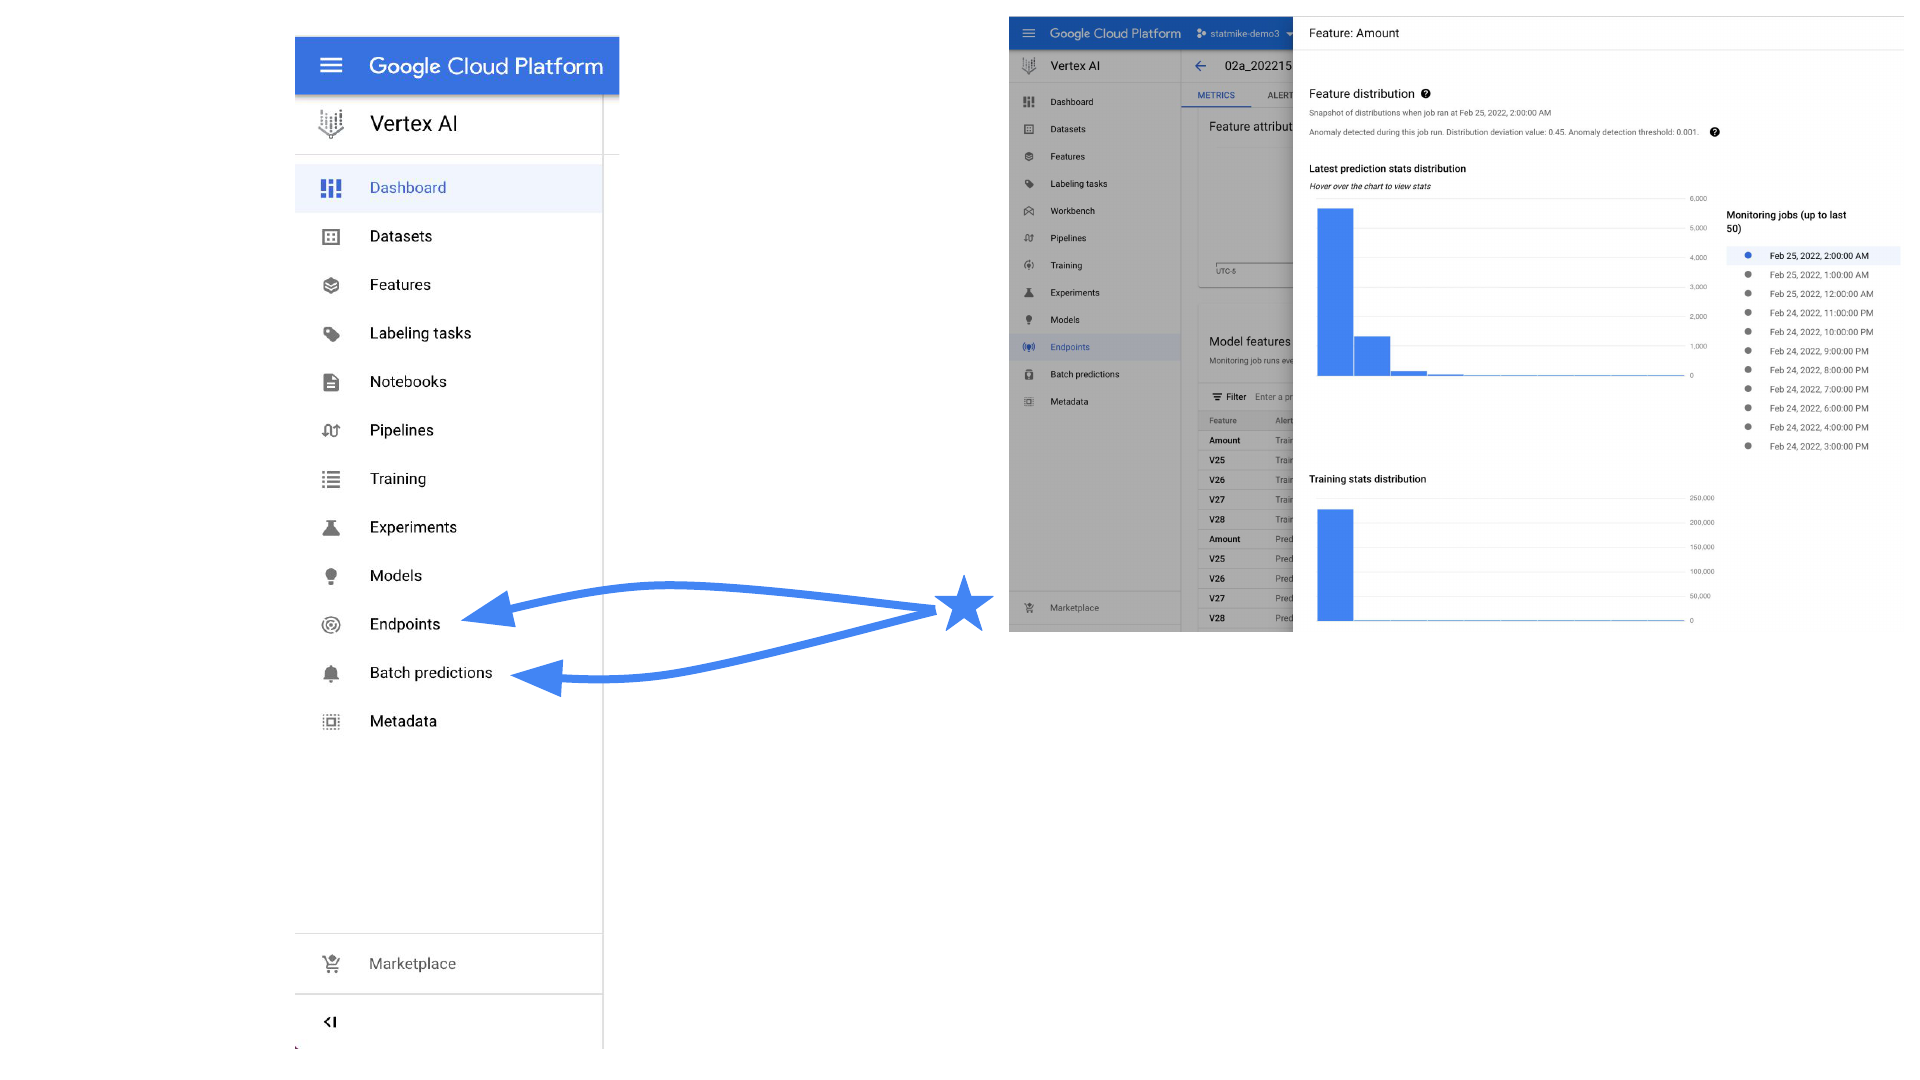 Google Cloud Platform
Vertex AI
Dashboard
Datasets
Features
Labeling tasks
Notebooks
Pipelines
Training
Experiments
Models
Endpoints
Batch predictions
Metadata
Marketplace
Google Cloud Platform statmike-demo3
Vertex AI
Dashboard
Datasets
Features
Labeling tasks
Workbench
Pipelines
Training
Experiments
Models
Endpoints
Batch predictions
Metadata
Marketplace
02a_202215
METRICS ALERT
Feature attribut
UTC-5
Model features
Monitoring job runs eve
Filter Enter a pr
Feature Alert
Amount Train
V25 Train
V26 Train
V27 Train
V28 Train
Amount Pred
V25 Pred
V26 Pred
V27 Pred
V28 Pred
Feature: Amount
Feature distribution
Snapshot of distributions when job ran at Feb 25, 2022, 2:00:00 AM
Anomaly detected during this job run. Distribution deviation value: 0.45. Anomaly detection threshold: 0.001.
Latest prediction stats distribution
Hover over the chart to view stats
6,000
5,000
4,000
3,000
2,000
1,000
0
Training stats distribution
250,000
200,000
150,000
100,000
50,000
0
Monitoring jobs (up to last
50)
Feb 25, 2022, 2:00:00 AM
Feb 25, 2022, 1:00:00 AM
Feb 25, 2022, 12:00:00 AM
Feb 24, 2022, 11:00:00 PM
Feb 24, 2022, 10:00:00 PM
Feb 24, 2022, 9:00:00 PM
Feb 24, 2022, 8:00:00 PM
Feb 24, 2022, 7:00:00 PM
Feb 24, 2022, 6:00:00 PM
Feb 24, 2022, 4:00:00 PM
Feb 24, 2022, 3:00:00 PM